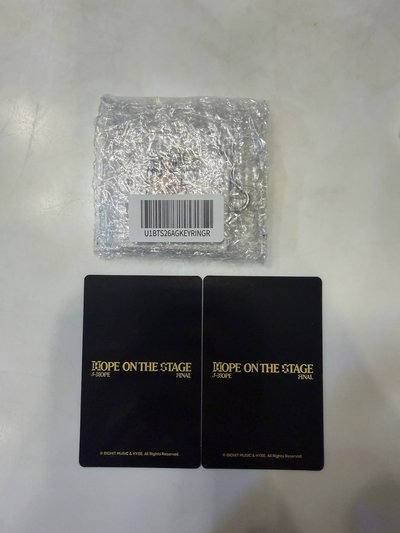 U1BTS26AGKEYRINGR
HOPE ON THE STAGE
J-HOPE FINAL
© BIGHIT MUSIC & HYBE. All Rights Reserved.
HOPE ON THE STAGE
J-HOPE FINAL
© BIGHIT MUSIC & HYBE. All Rights Reserved.